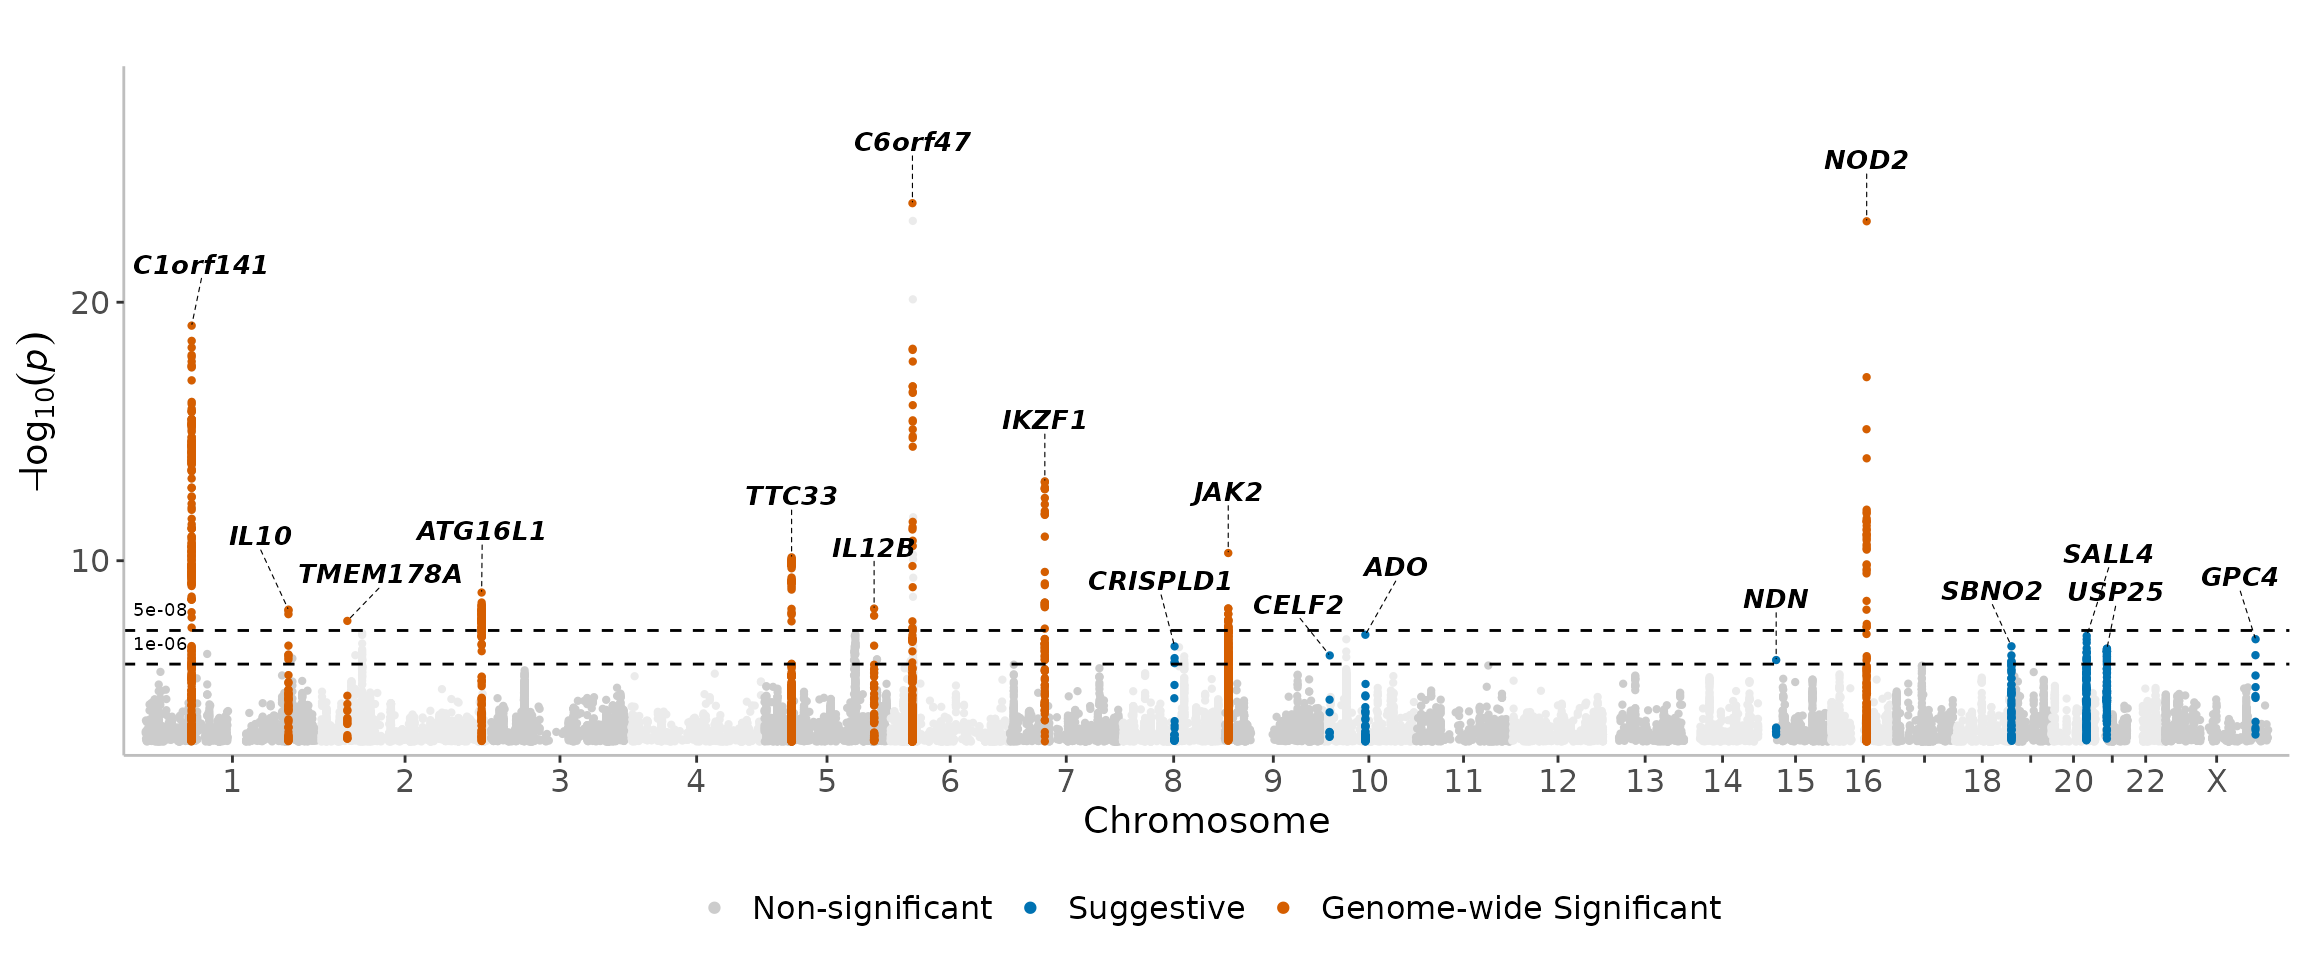 C6orf47
NOD2
C1orf141
20
IKZF1
JAK2
TTC33
ATG16L1
IL10
IL12B
SALL4
10
ADO
TMEM178A
CRISPLD1
GPC4
SBNO2
USP25
NDN
CELF2
5e-08
1e-06
−log10(p)
1 2 3 4 5 6 7 8 9 10 11 12 13 14 15 16 18 20 22 X
Chromosome
Non-significant Suggestive Genome-wide Significant